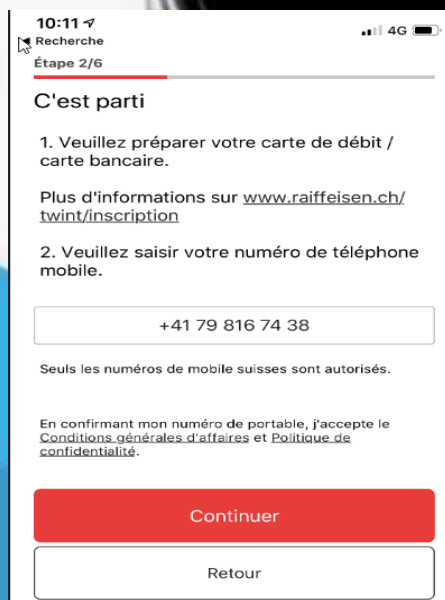 10:11
4G
Recherche
Étape 2/6
C'est parti
1. Veuillez préparer votre carte de débit /
carte bancaire.
Plus d'informations sur www.raiffeisen.ch/
twint/inscription
2. Veuillez saisir votre numéro de téléphone
mobile.
+41 79 816 74 38
Seuls les numéros de mobile suisses sont autorisés.
En confirmant mon numéro de portable, j'accepte le
Conditions générales d'affaires et Politique de
confidentialité.
Continuer
Retour